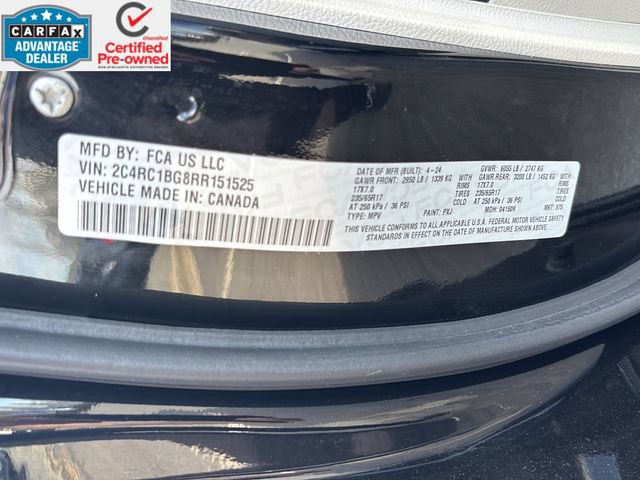 CARFAX
ADVANTAGE
DEALER
Certified
Pre-owned
MFD BY: FCA US LLC
VIN: 2C4RC1BG8RR151525
VEHICLE MADE IN: CANADA
DATE OF MFR (BUILT): 4-24 GVWR: 6055 LB / 2747 KG
GAWR FRONT: 2950 LB / 1339 KG WITH GAWR REAR: 3200 LB / 1452 KG WITH
17X7.0 RIMS 17X7.0 RIMS
235/65R17 TIRES 235/65R17 TIRES
AT 250 kPa / 36 PSI COLD AT 250 kPa / 36 PSI COLD
TYPE: MPV PAINT: PXJ MDH: 041509 MKT: 875
THIS VEHICLE CONFORMS TO ALL APPLICABLE U.S.A. FEDERAL MOTOR VEHICLE SAFETY
STANDARDS IN EFFECT ON THE DATE OF MANUFACTURE SHOWN ABOVE.